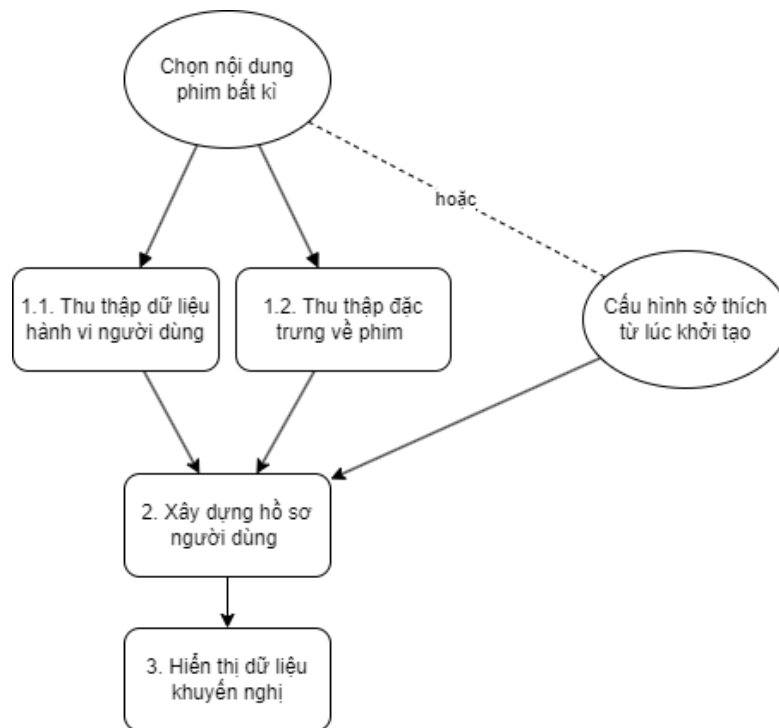 Chọn nội dung
phim bất kì
hoặc
1.1. Thu thập dữ liệu
hành vi người dùng
1.2. Thu thập đặc
trưng về phim
Cấu hình sở thích
từ lúc khởi tạo
2. Xây dựng hồ sơ
người dùng
3. Hiển thị dữ liệu
khuyến nghị